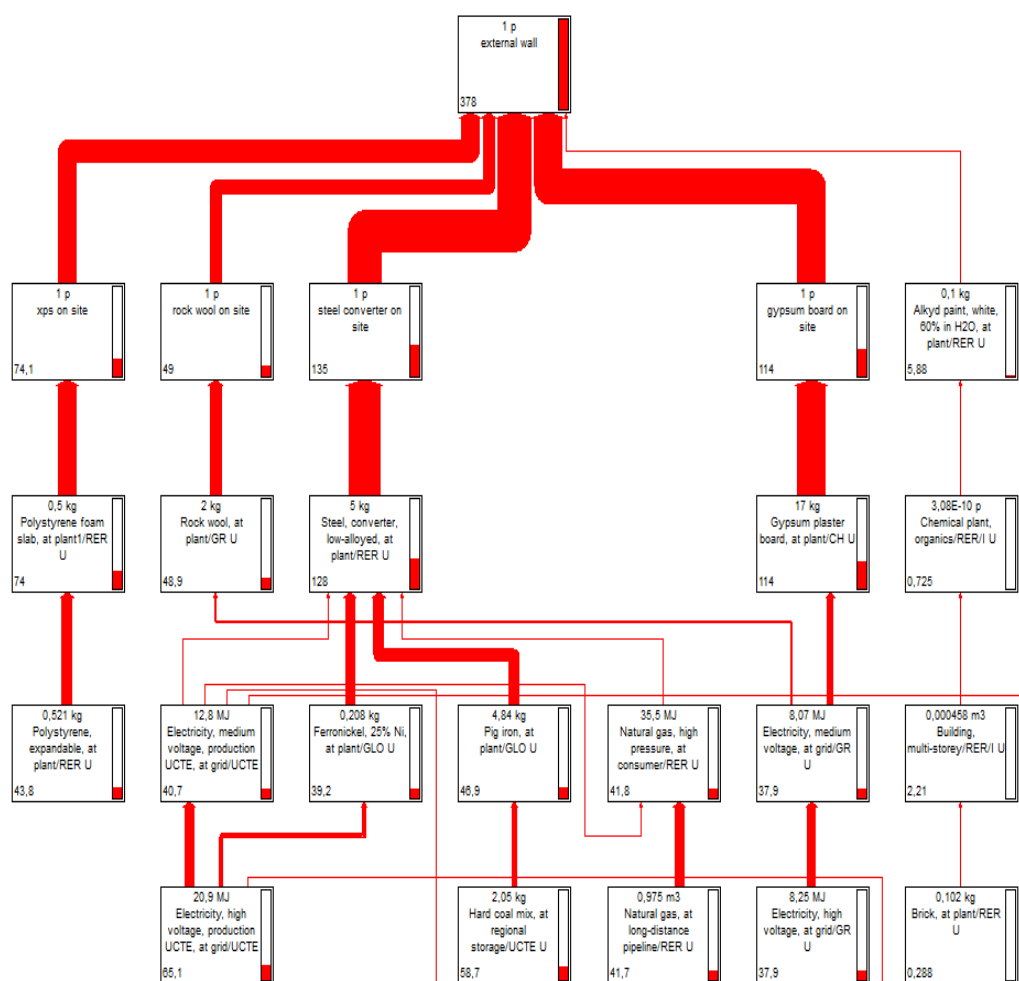 1 p
external wall
378
1 p
xps on site
74,1
1 p
rock wool on site
49
1 p
steel converter on
site
135
1 p
gypsum board on
site
114
0,1 kg
Alkyd paint, white,
60% in H2O, at
plant/RER U
5,88
0,5 kg
Polystyrene foam
slab, at plant1/RER
U
74
2 kg
Rock wool, at
plant/GR U
48,9
5 kg
Steel, converter,
low-alloyed, at
plant/RER U
128
17 kg
Gypsum plaster
board, at plant/CH U
114
3,08E-10 p
Chemical plant,
organics/RER/I U
0,725
0,521 kg
Polystyrene,
expandable, at
plant/RER U
43,8
12,8 MJ
Electricity, medium
voltage, production
UCTE, at grid/UCTE
40,7
0,208 kg
Ferronickel, 25% Ni,
at plant/GLO U
39,2
4,84 kg
Pig iron, at
plant/GLO U
46,9
35,5 MJ
Natural gas, high
pressure, at
consumer/RER U
41,8
8,07 MJ
Electricity, medium
voltage, at grid/GR
U
37,9
0,000458 m3
Building,
multi-storey/RER/I U
2,21
20,9 MJ
Electricity, high
voltage, production
UCTE, at grid/UCTE
65,1
2,05 kg
Hard coal mix, at
regional
storage/UCTE U
58,7
0,975 m3
Natural gas, at
long-distance
pipeline/RER U
41,7
8,25 MJ
Electricity, high
voltage, at grid/GR
U
37,9
0,102 kg
Brick, at plant/RER
U
0,288